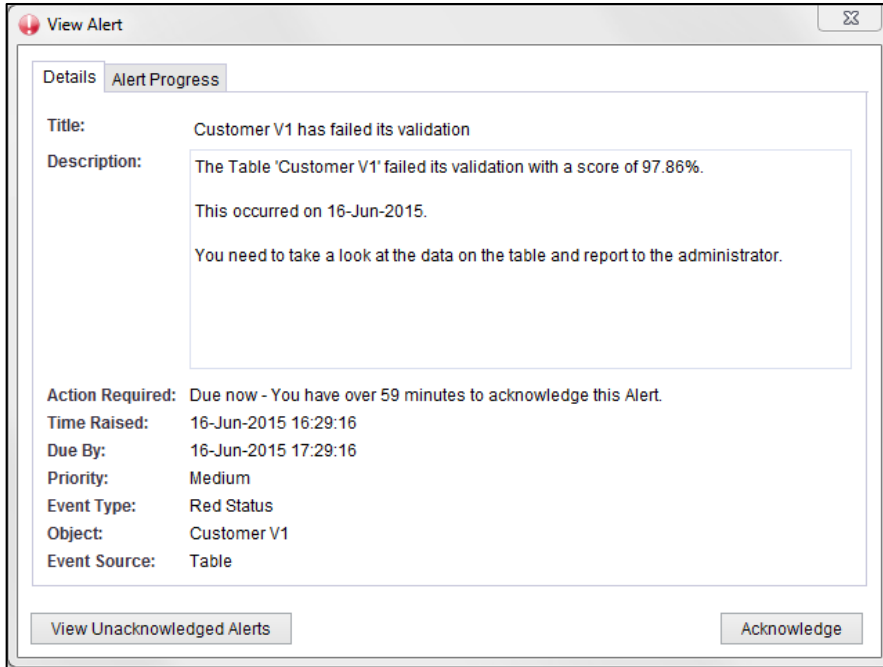 View Alert
Details
Alert Progress
Title: Customer V1 has failed its validation
Description: The Table 'Customer V1' failed its validation with a score of 97.86%.
This occurred on 16-Jun-2015.
You need to take a look at the data on the table and report to the administrator.
Action Required: Due now - You have over 59 minutes to acknowledge this Alert.
Time Raised: 16-Jun-2015 16:29:16
Due By: 16-Jun-2015 17:29:16
Priority: Medium
Event Type: Red Status
Object: Customer V1
Event Source: Table
View Unacknowledged Alerts
Acknowledge